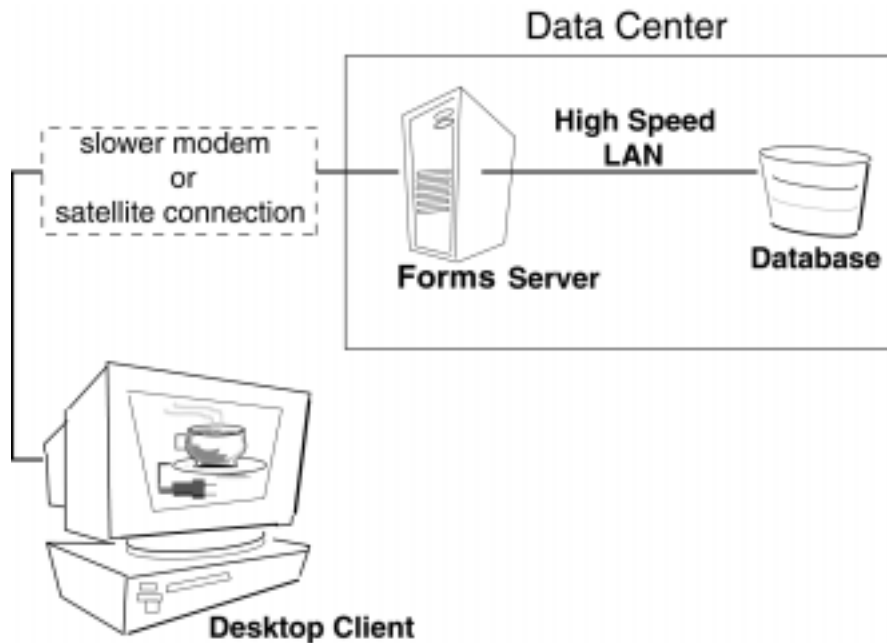 Data Center
slower modem
or
satellite connection
High Speed
LAN
Forms Server
Database
Desktop Client